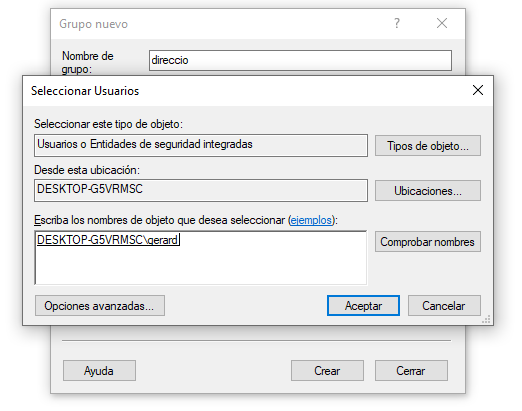 Grupo nuevo
?
Nombre de
grupo:
direccio
Seleccionar Usuarios
Seleccionar este tipo de objeto:
Usuarios o Entidades de seguridad integradas
Tipos de objeto...
Desde esta ubicación:
DESKTOP-G5VRMSC
Ubicaciones...
Escriba los nombres de objeto que desea seleccionar (ejemplos):
DESKTOP-G5VRMSC\gerard
Comprobar nombres
Opciones avanzadas...
Aceptar
Cancelar
Ayuda
Crear
Cerrar